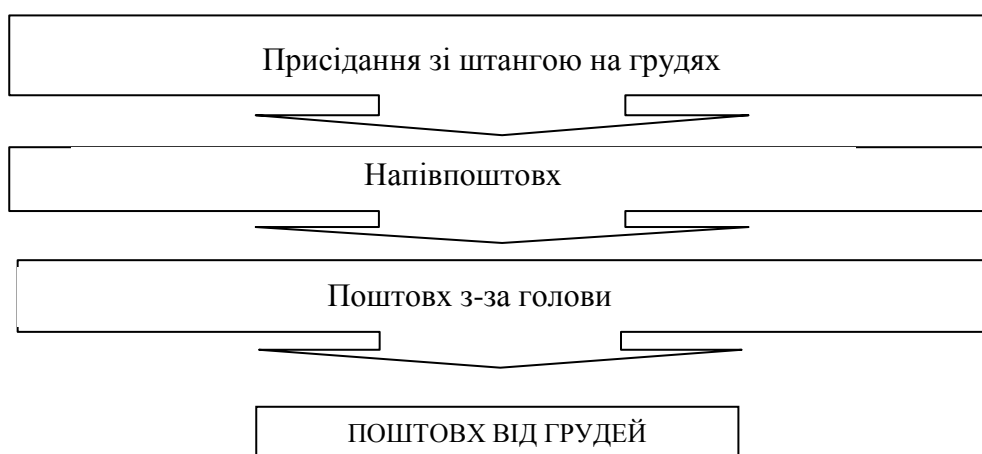 Присідання зі штангою на грудях
Напівпоштовх
Поштовх з-за голови
ПОШТОВХ ВІД ГРУДЕЙ